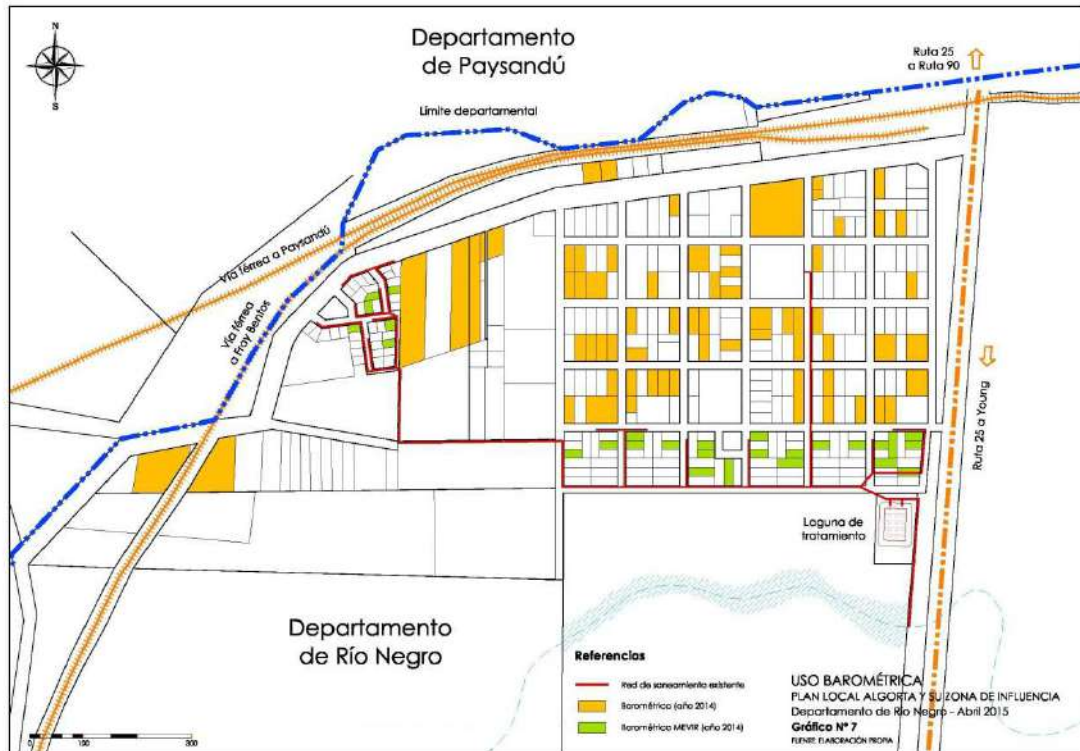 N
S
Departamento
de Paysandú
Ruta 25
a Ruta 90
Límite departamental
Vía férrea a Paysandú
Vía férrea
a Fray Bentos
Ruta 25 a Young
Laguna de
tratamiento
Departamento
de Río Negro
Referencias
Red de saneamiento existente
Barométrica (año 2014)
Barométrica MEVIR (año 2014)
USO BAROMÉTRICA
PLAN LOCAL ALGORTA Y SU ZONA DE INFLUENCIA
Departamento de Río Negro - Abril 2015
Gráfico Nº 7
FUENTE: ELABORACIÓN PROPIA
0
150
300